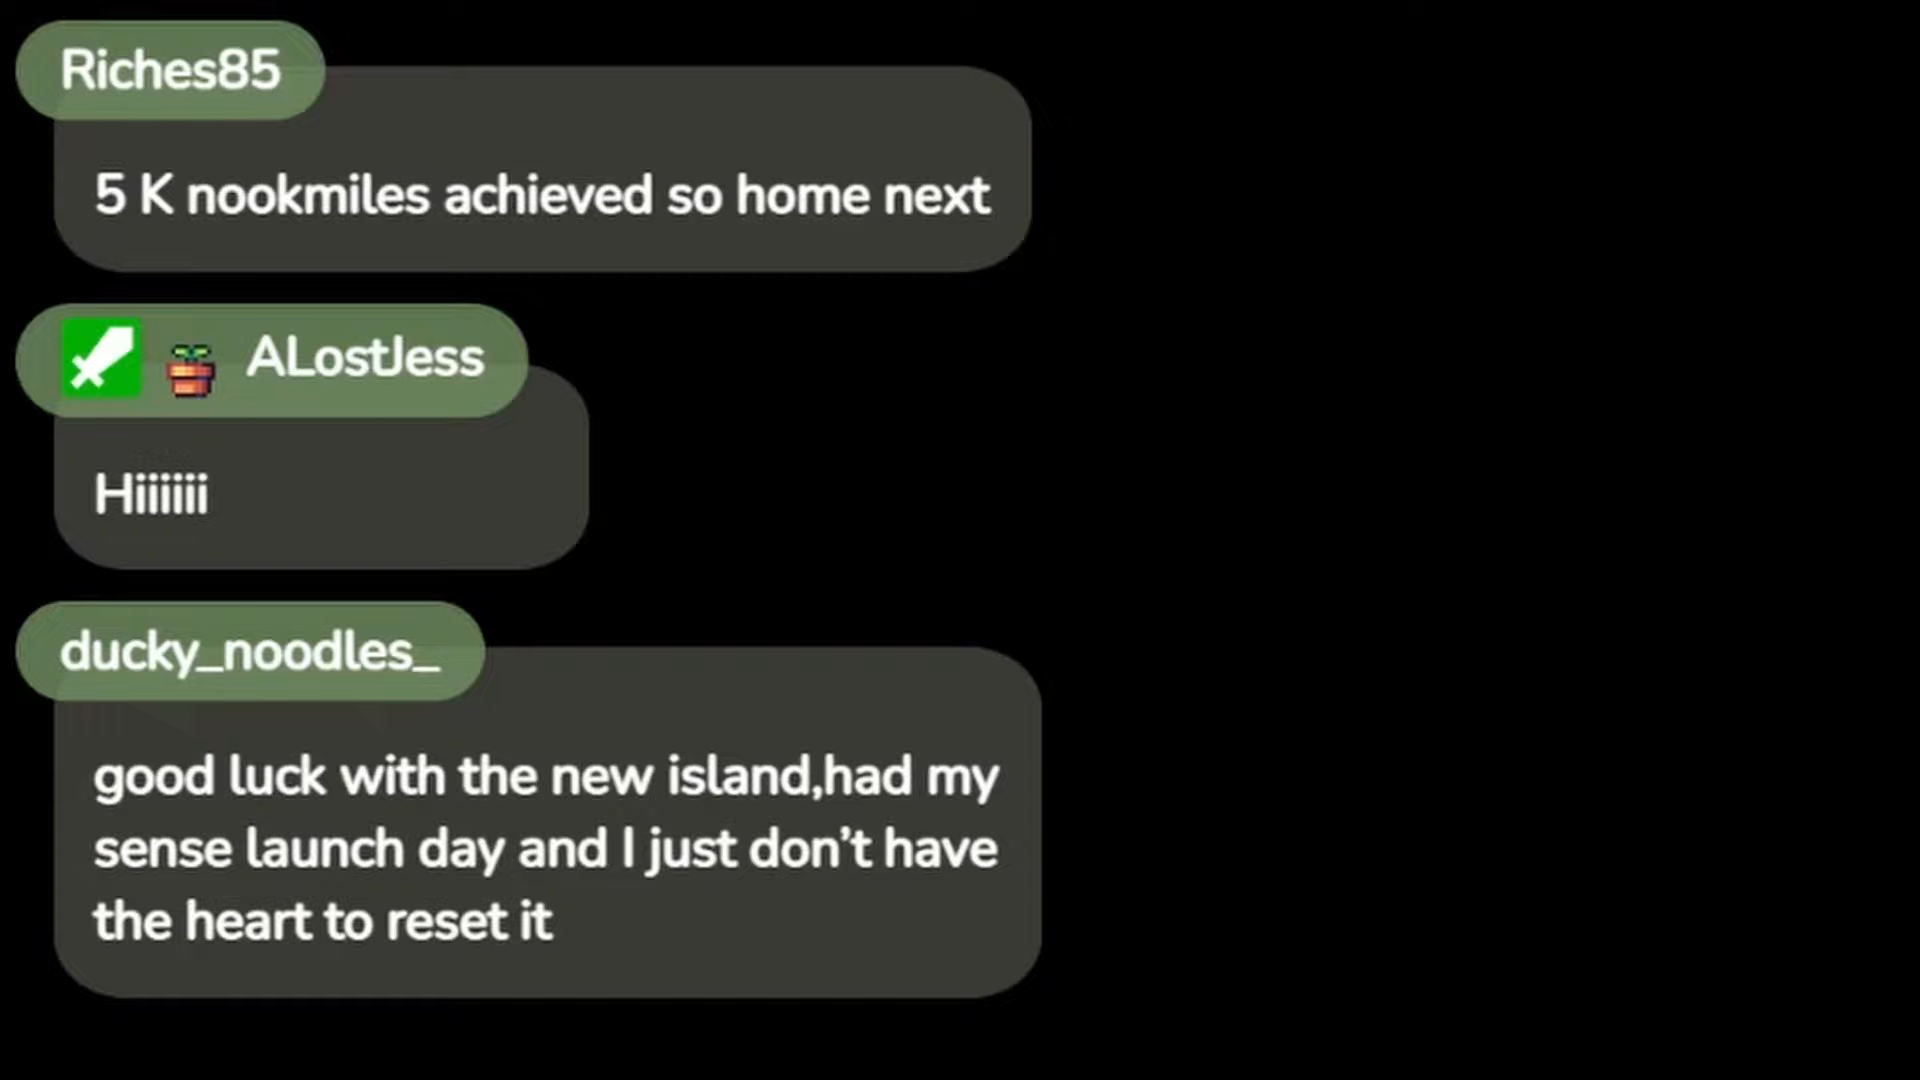 Riches85
5 K nookmiles achieved so home next
ALostJess
Hiiiiiii
ducky_noodles_
good luck with the new island,had my
sense launch day and I just don’t have
the heart to reset it